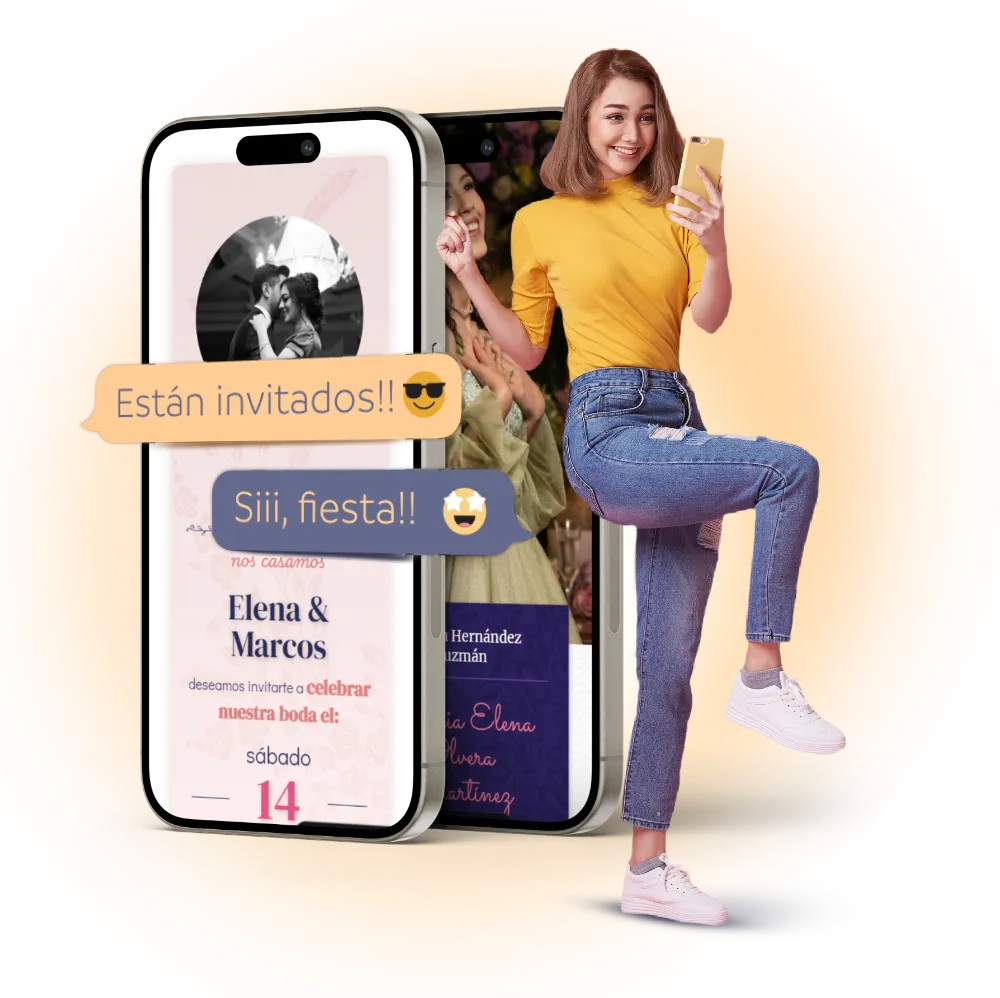 Están invitados!! 😎
Siii, fiesta!! 🤩
nos casamos
Elena &
Marcos
deseamos invitarte a celebrar
nuestra boda el:
sábado
14
Hernández
uzmán
ia Elena
lvera
artínez